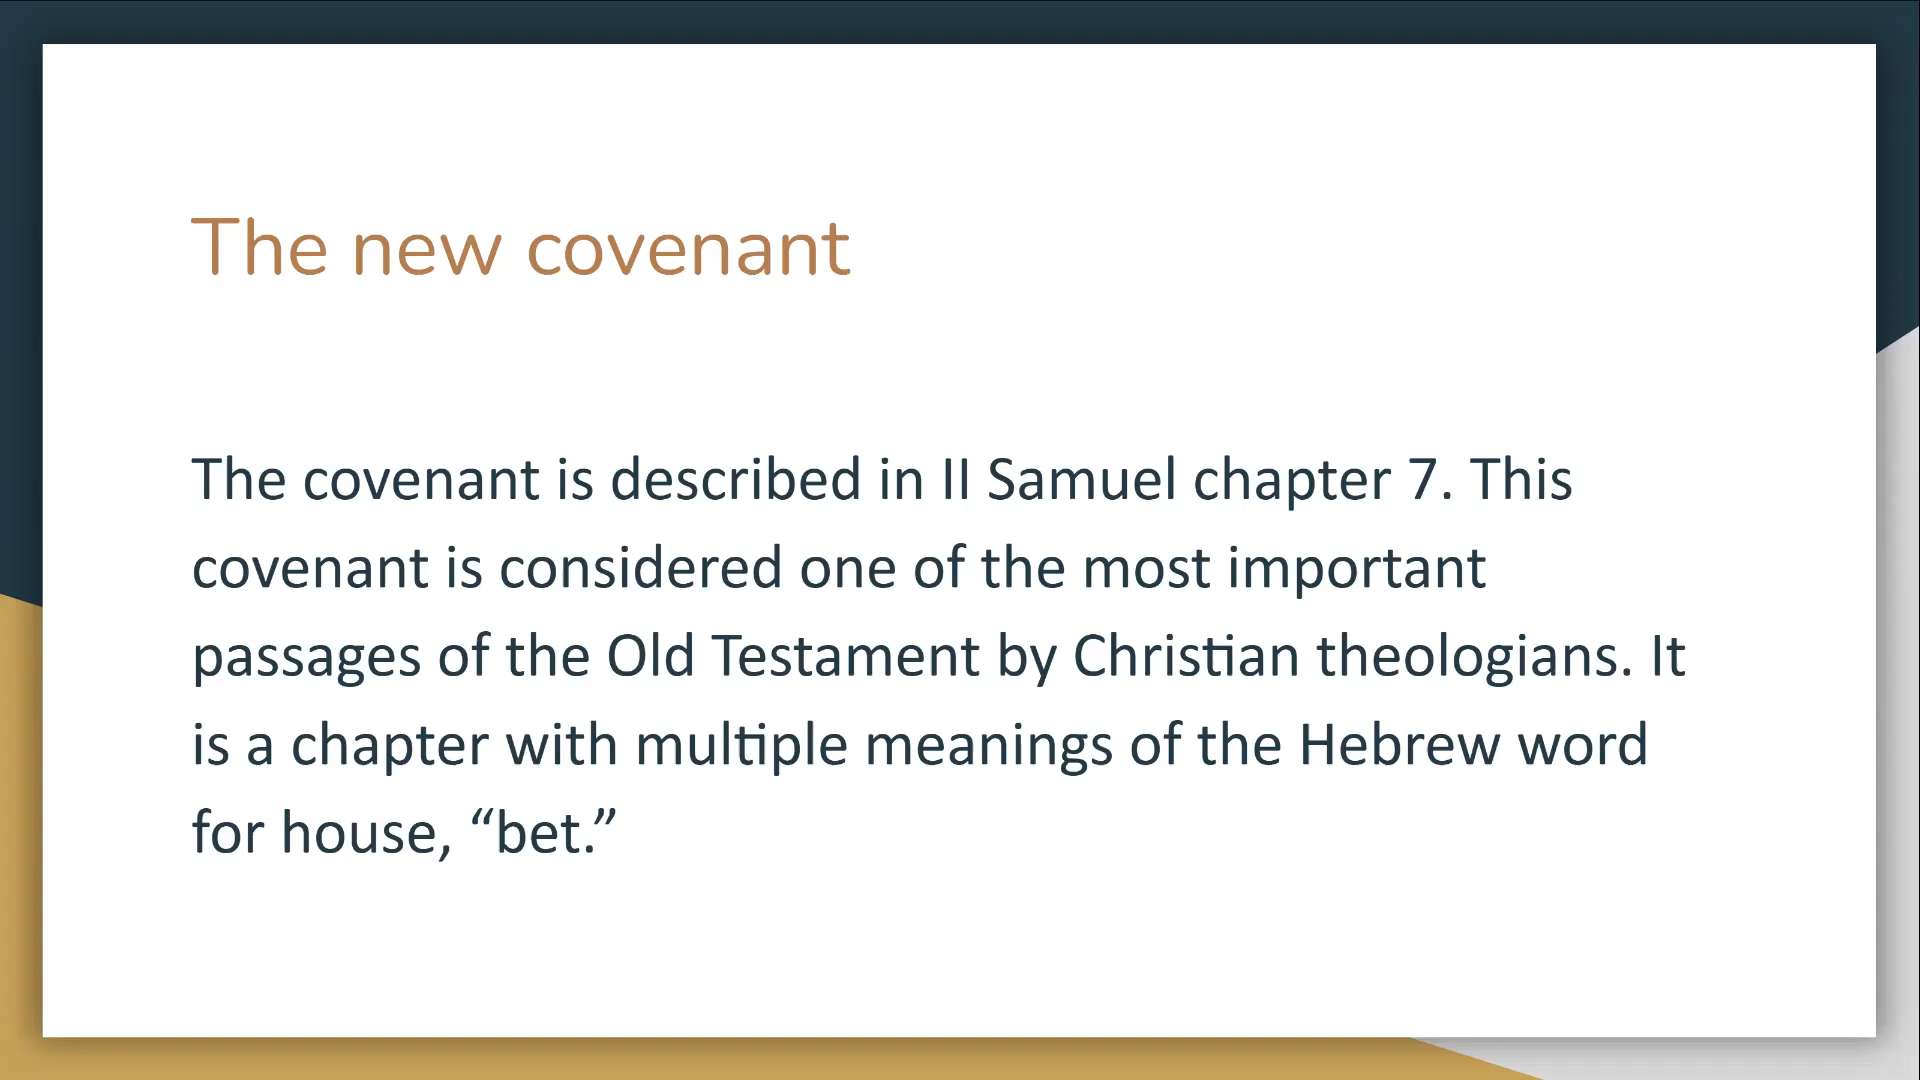 The new covenant
The covenant is described in II Samuel chapter 7. This
covenant is considered one of the most important
passages of the Old Testament by Christian theologians. It
is a chapter with multiple meanings of the Hebrew word
for house, “bet.”